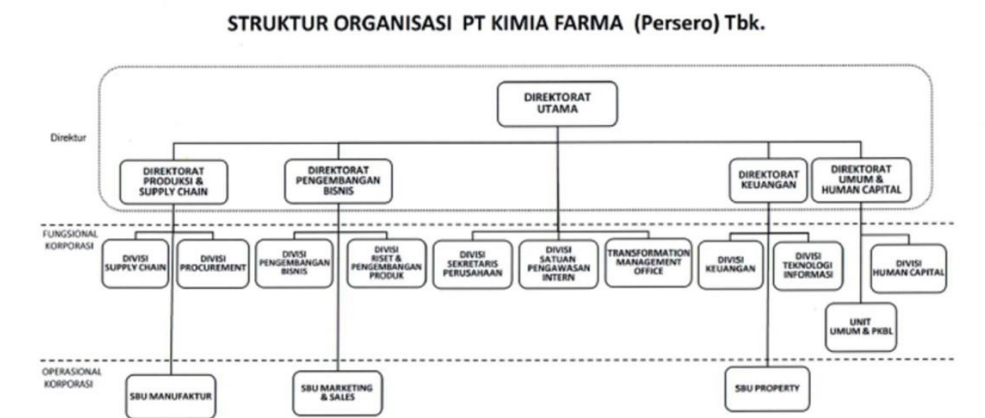 STRUKTUR ORGANISASI PT KIMIA FARMA (Persero) Tbk.
DIREKTORAT
UTAMA
Direktur
DIREKTORAT
PRODUKSI &
SUPPLY CHAIN
DIREKTORAT
PENGEMBANGAN
BISNIS
DIREKTORAT
KEUANGAN
DIREKTORAT
UMUM &
HUMAN CAPITAL
FUNGSIONAL
KORPORASI
DIVISI
SUPPLY CHAIN
DIVISI
PROCUREMENT
DIVISI
PENGEMBANGAN
BISNIS
DIVISI
RISET &
PENGEMBANGAN
PRODUK
DIVISI
SEKRETARIS
PERUSAHAAN
DIVISI
SATUAN
PENGAWASAN
INTERN
TRANSFORMATION
MANAGEMENT
OFFICE
DIVISI
KEUANGAN
DIVISI
TEKNOLOGI
INFORMASI
DIVISI
HUMAN CAPITAL
UNIT
UMUM & PKBL
OPERASIONAL
KORPORASI
SBU MANUFAKTUR
SBU MARKETING
& SALES
SBU PROPERTY